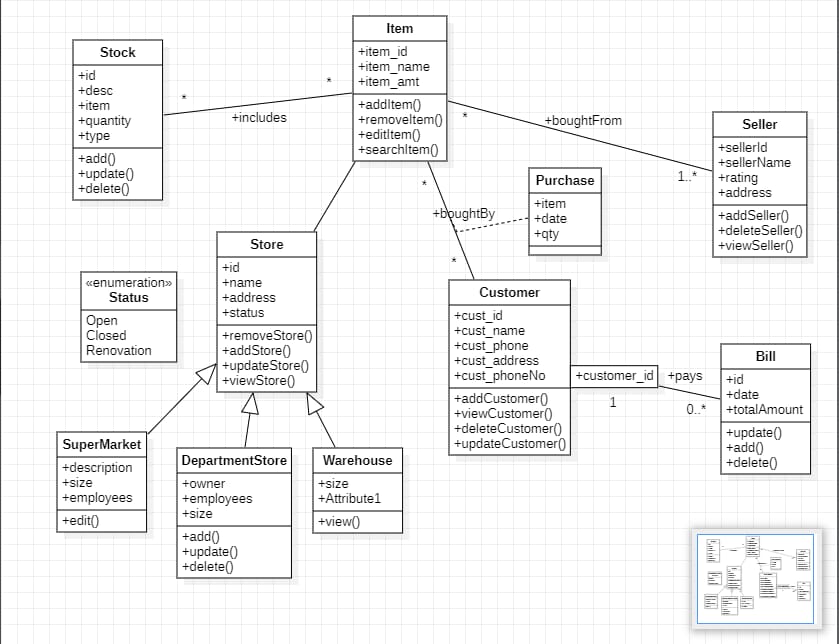 Item
+item_id
+item_name
+item_amt
+addItem()
+removeItem()
+editItem()
+searchItem()
Stock
+id
+desc
+item
+quantity
+type
+add()
+update()
+delete()
*
+includes
*
*
+boughtFrom
1..*
Seller
+sellerId
+sellerName
+rating
+address
+addSeller()
+deleteSeller()
+viewSeller()
Purchase
+item
+date
+qty
*
+boughtBy
*
Store
+id
+name
+address
+status
+removeStore()
+addStore()
+updateStore()
+viewStore()
«enumeration»
Status
Open
Closed
Renovation
Customer
+cust_id
+cust_name
+cust_phone
+cust_address
+cust_phoneNo
+addCustomer()
+viewCustomer()
+deleteCustomer()
+updateCustomer()
+customer_id
+pays
1
0..*
Bill
+id
+date
+totalAmount
+update()
+add()
+delete()
SuperMarket
+description
+size
+employees
+edit()
DepartmentStore
+owner
+employees
+size
+add()
+update()
+delete()
Warehouse
+size
+Attribute1
+view()